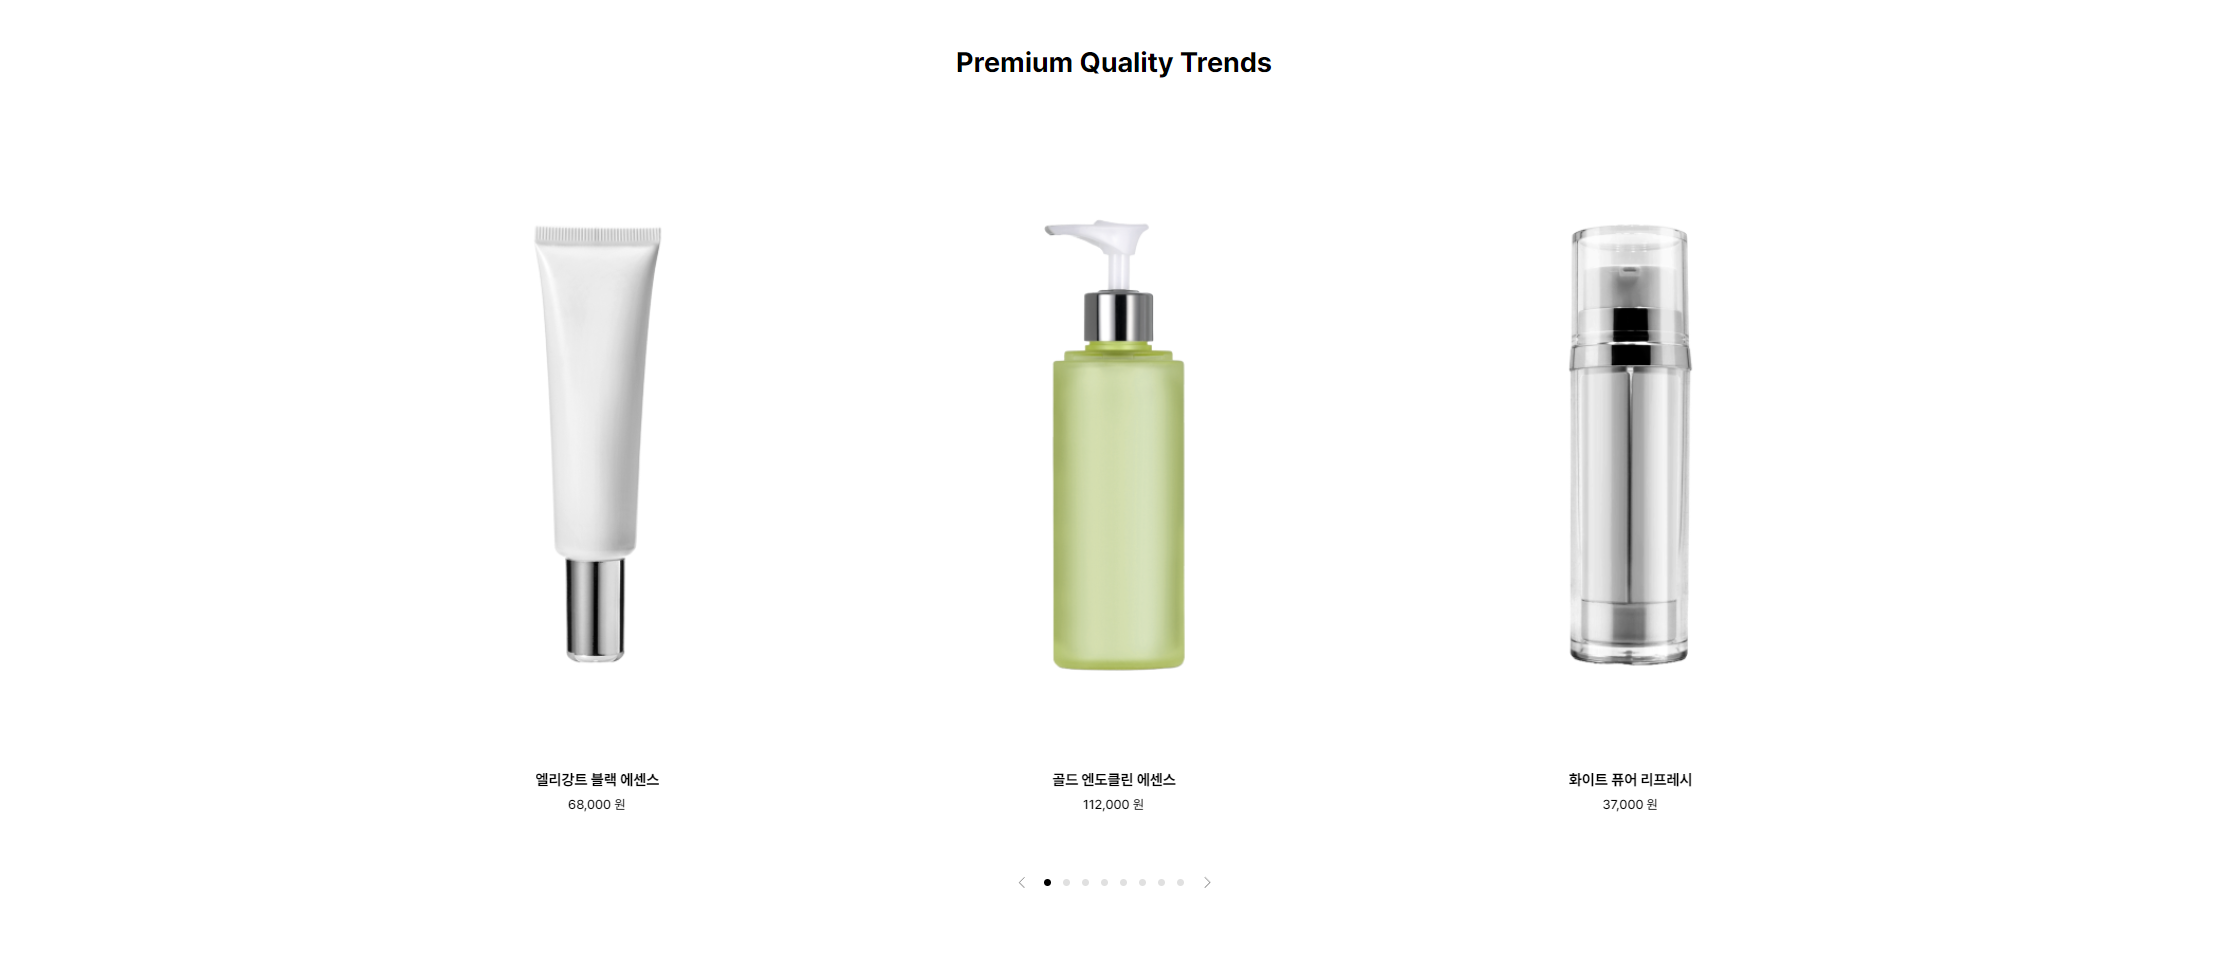 Premium Quality Trends
엘리강트 블랙 에센스
68,000 원
골드 엔도클린 에센스
112,000 원
화이트 퓨어 리프레시
37,000 원